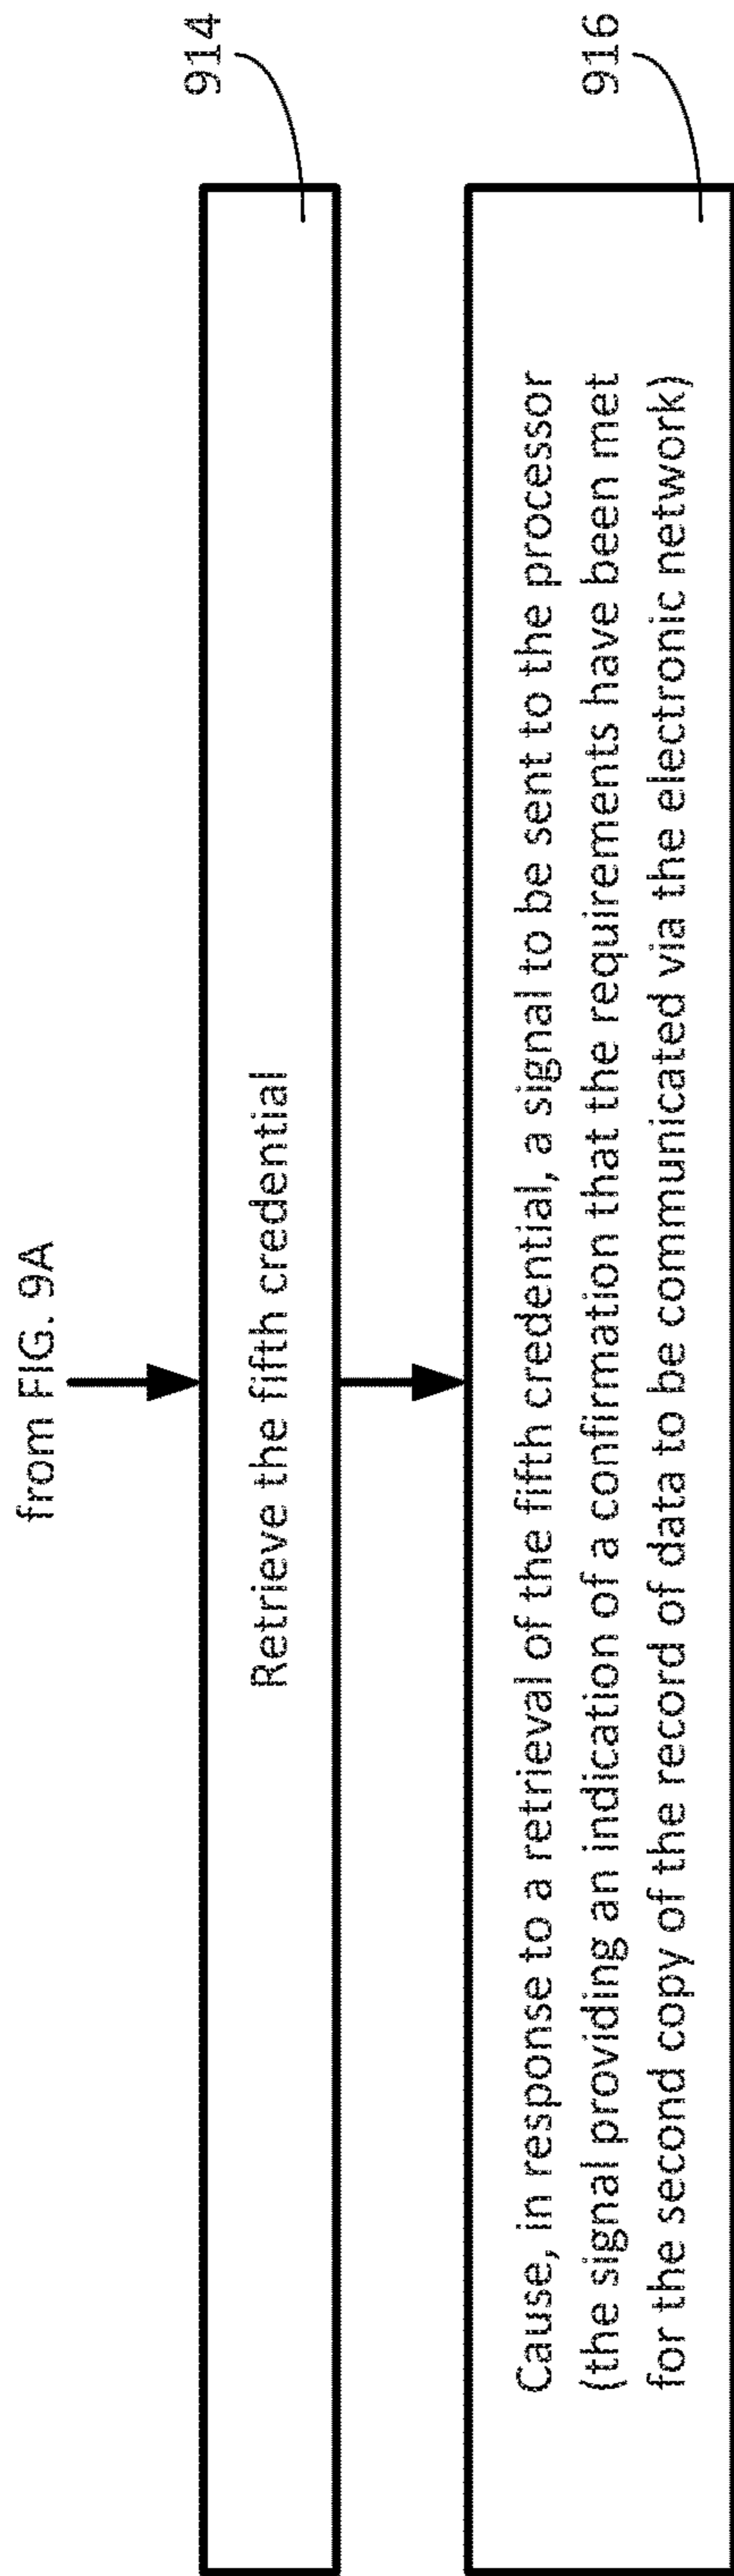 from FIG. 9A
914
Retrieve the fifth credential
916
Cause, in response to a retrieval of the fifth credential, a signal to be sent to the processor
(the signal providing an indication of a confirmation that the requirements have been met
for the second copy of the record of data to be communicated via the electronic network)